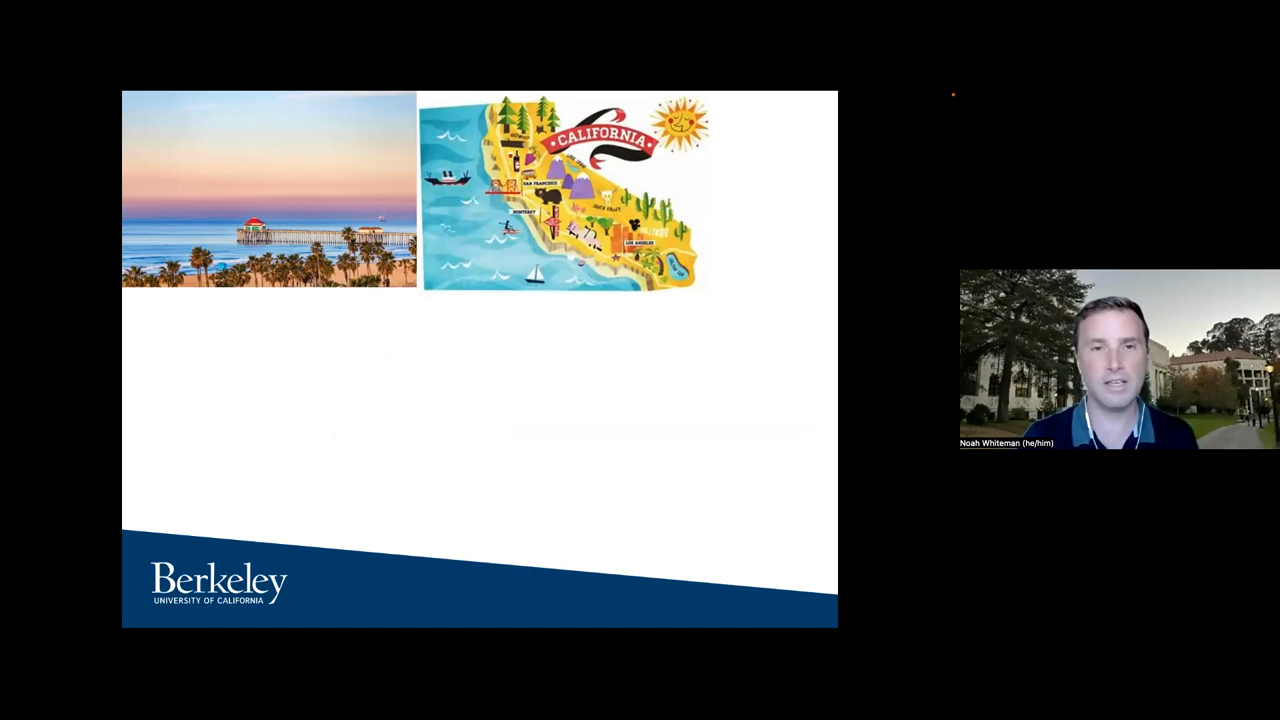 CALIFORNIA
SAN FRANCISCO
MONTEREY
LOS ANGELES
Berkeley
UNIVERSITY OF CALIFORNIA
Noah Whiteman (he/him)